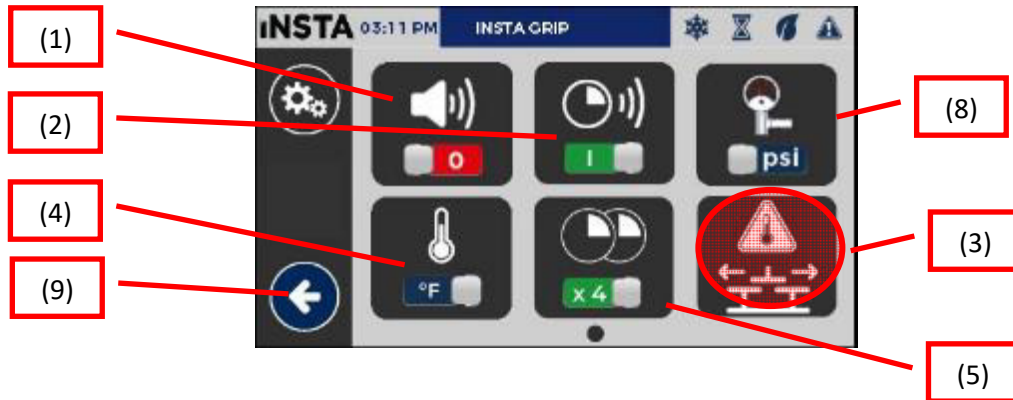 (1)
(2)
(4)
(9)
iNSTA 03:11 PM INSTA GRIP
0
I
psi
°F
x 4
(8)
(3)
(5)